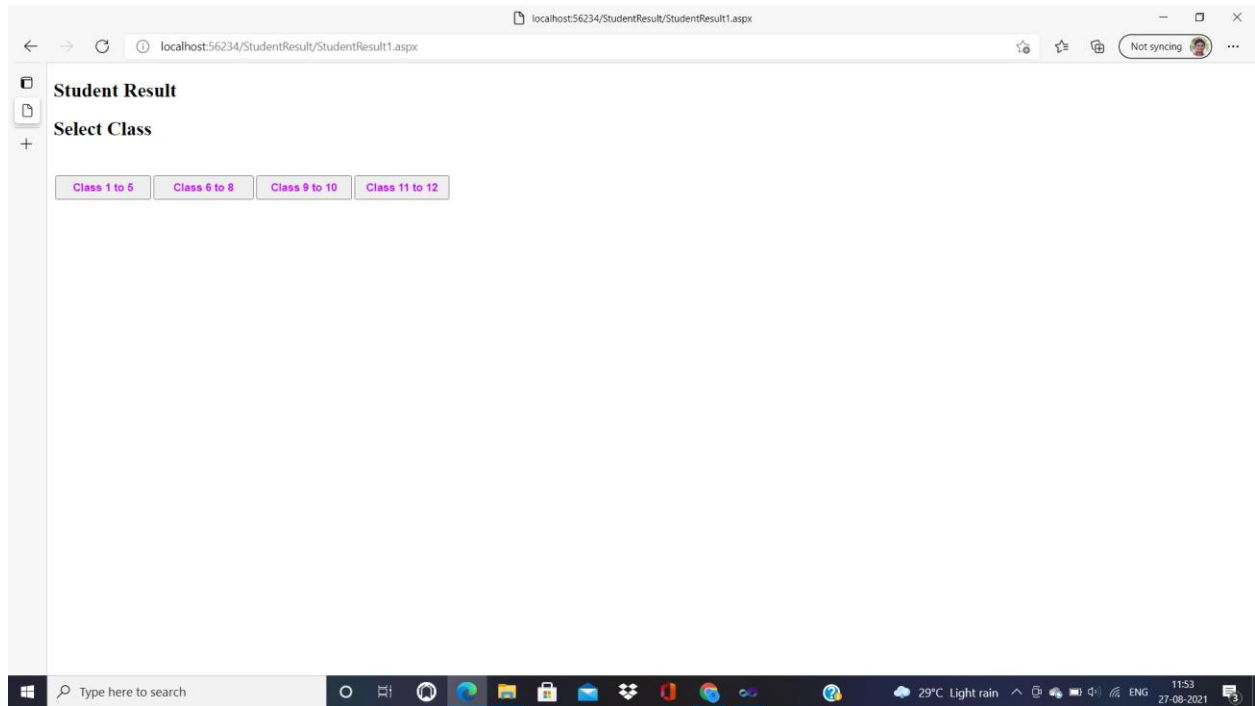 localhost:56234/StudentResult/StudentResult1.aspx
localhost:56234/StudentResult/StudentResult1.aspx
Not syncing
Student Result
Select Class
Class 1 to 5 Class 6 to 8 Class 9 to 10 Class 11 to 12
Type here to search
29°C Light rain
ENG
11:53
27-08-2021
3